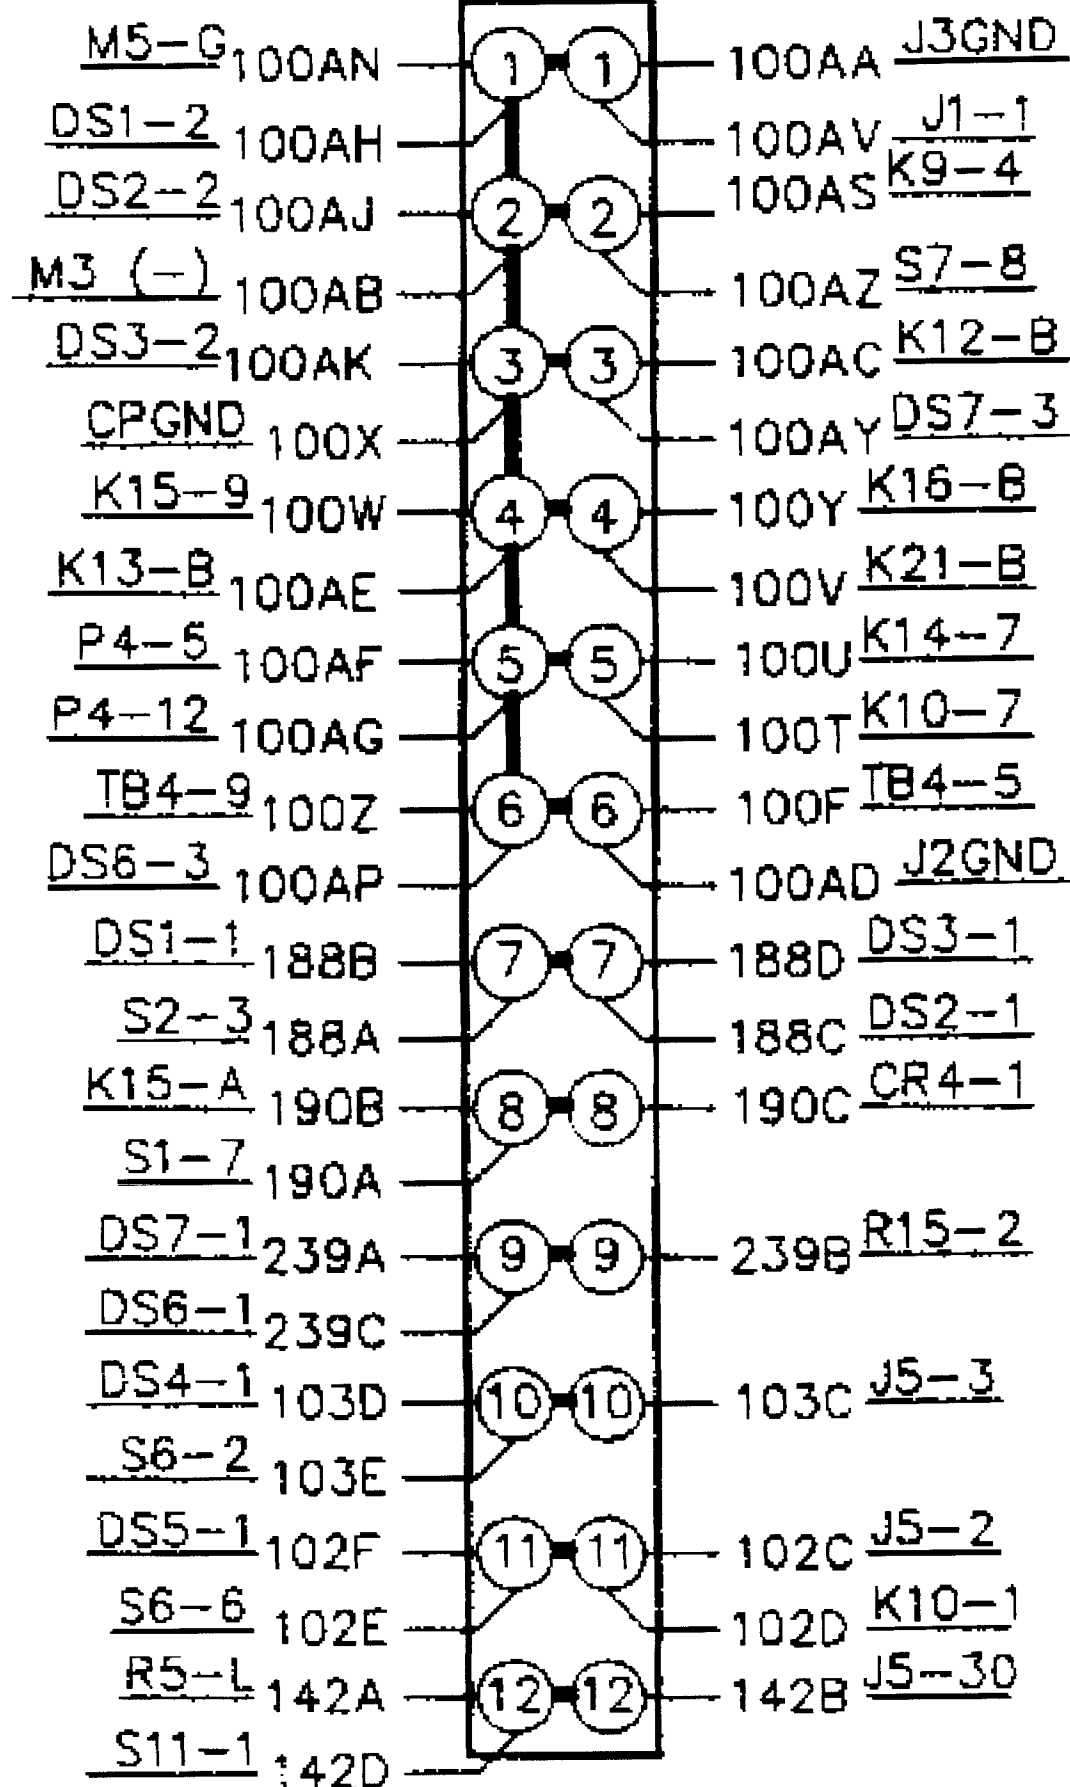 M5-G 100AN 1 1 100AA J3GND
DS1-2 100AH 100AV J1-1
DS2-2 100AJ 2 2 100AS K9-4
M3 (-) 100AB 100AZ S7-8
DS3-2 100AK 3 3 100AC K12-B
CPGND 100X 100AY DS7-3
K15-9 100W 4 4 100Y K16-B
K13-B 100AE 100V K21-B
P4-5 100AF 5 5 100U K14-7
P4-12 100AG 100T K10-7
TB4-9 100Z 6 6 100F TB4-5
DS6-3 100AP 100AD J2GND
DS1-1 188B 7 7 188D DS3-1
S2-3 188A 188C DS2-1
K15-A 190B 8 8 190C CR4-1
S1-7 190A
DS7-1 239A 9 9 239B R15-2
DS6-1 239C
DS4-1 103D 10 10 103C J5-3
S6-2 103E
DS5-1 102F 11 11 102C J5-2
S6-6 102E 102D K10-1
R5-L 142A 12 12 142B J5-30
S11-1 142D